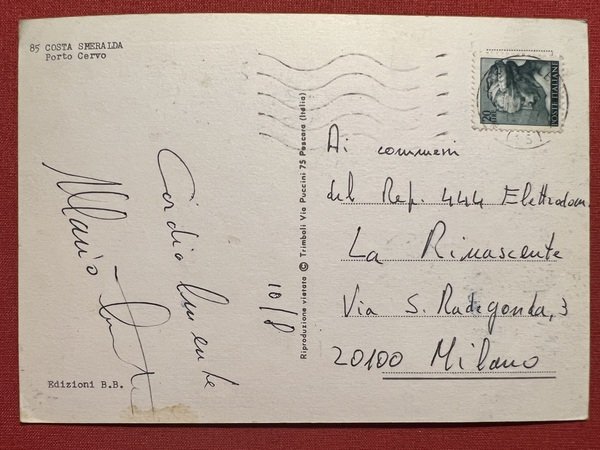 85 COSTA SMERALDA
Porto Cervo
Cordialmente
Mario
10/8
Edizioni B.B.
Riproduzione vietata © Trimboli Via Puccini 75 Pescara (Italia)
POSTE ITALIANE
Ai commessi
del Rep. 444 Elettrodom.
La Rinascente
Via S. Radegonda, 3
20100 Milano